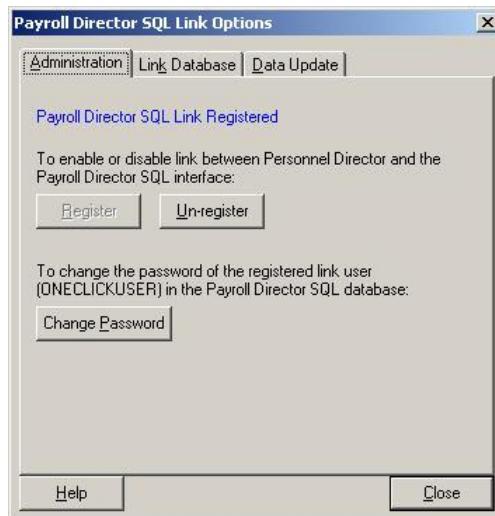 Payroll Director SQL Link Options
Administration Link Database Data Update
Payroll Director SQL Link Registered
To enable or disable link between Personnel Director and the
Payroll Director SQL interface:
Register Un-register
To change the password of the registered link user
(ONECLICKUSER) in the Payroll Director SQL database:
Change Password
Help Close